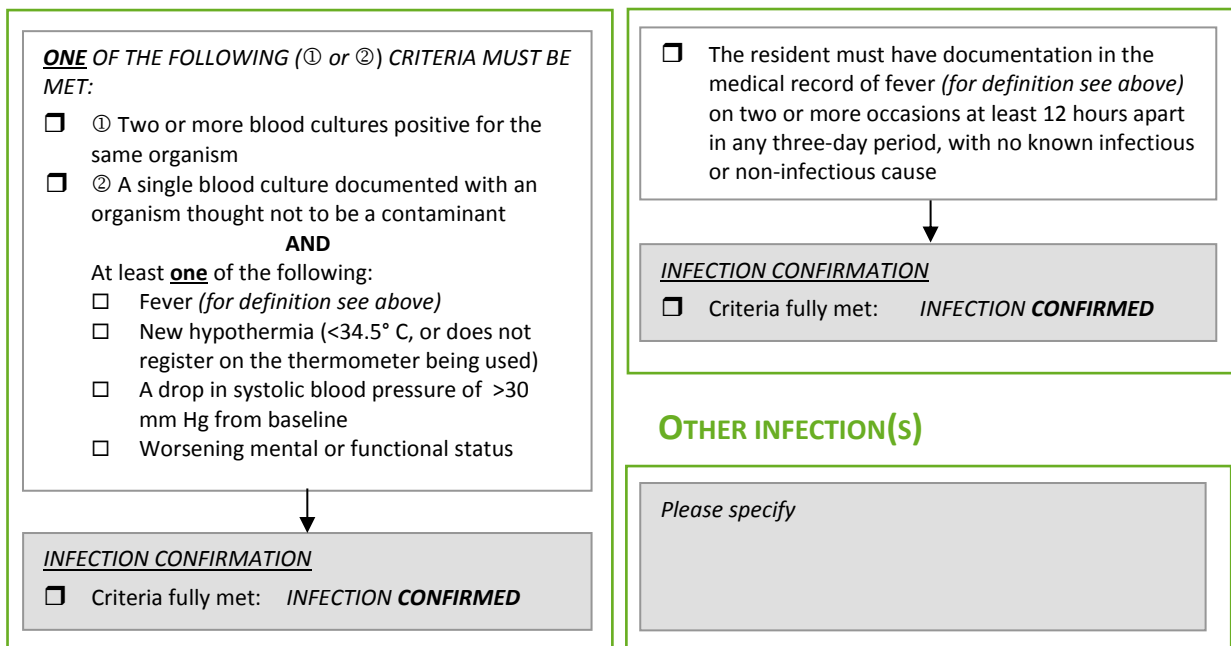 ONE OF THE FOLLOWING (① or ②) CRITERIA MUST BE
MET:
❒ ① Two or more blood cultures positive for the
same organism
❒ ② A single blood culture documented with an
organism thought not to be a contaminant
AND
At least one of the following:
□ Fever (for definition see above)
□ New hypothermia (<34.5° C, or does not
register on the thermometer being used)
□ A drop in systolic blood pressure of >30
mm Hg from baseline
□ Worsening mental or functional status
INFECTION CONFIRMATION
❒ Criteria fully met: INFECTION CONFIRMED
❒ The resident must have documentation in the
medical record of fever (for definition see above)
on two or more occasions at least 12 hours apart
in any three-day period, with no known infectious
or non-infectious cause
INFECTION CONFIRMATION
❒ Criteria fully met: INFECTION CONFIRMED
OTHER INFECTION(S)
Please specify